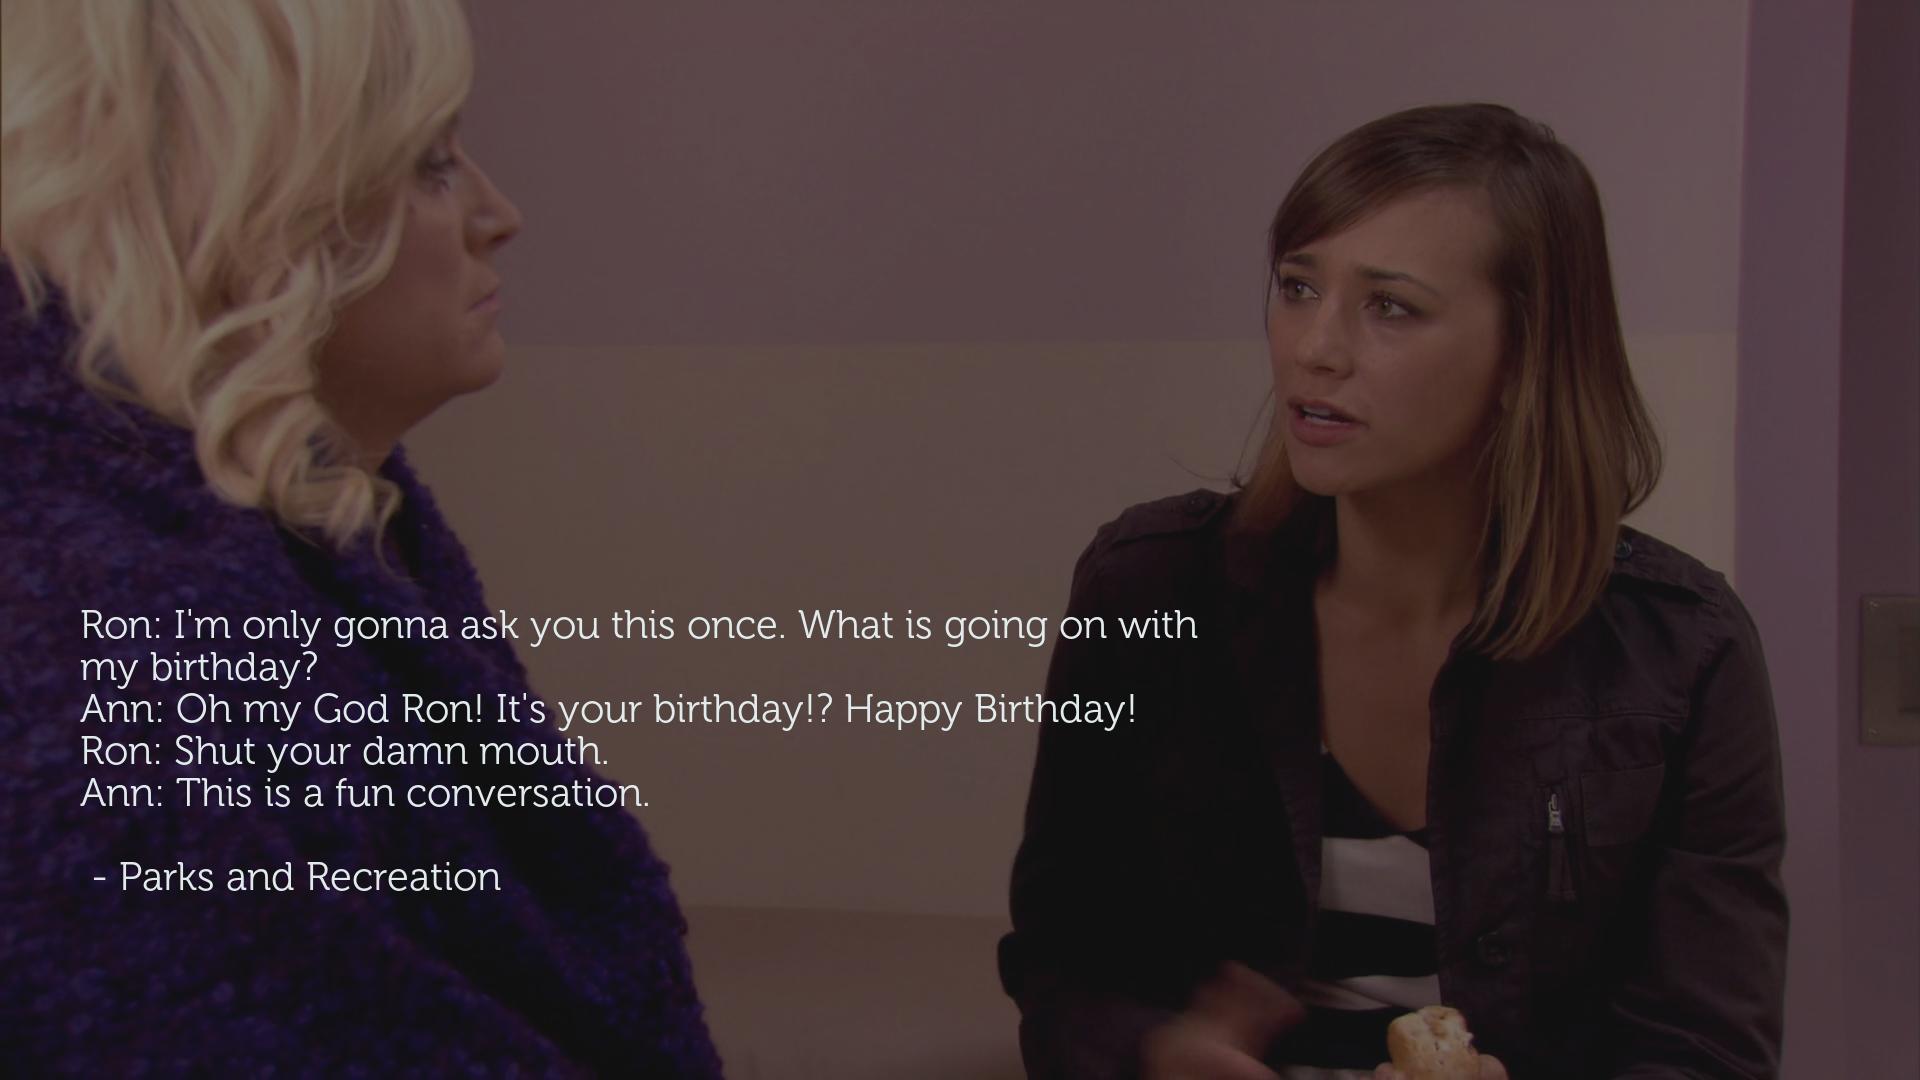 Ron: I'm only gonna ask you this once. What is going on with
my birthday?
Ann: Oh my God Ron! It's your birthday!? Happy Birthday!
Ron: Shut your damn mouth.
Ann: This is a fun conversation.
- Parks and Recreation